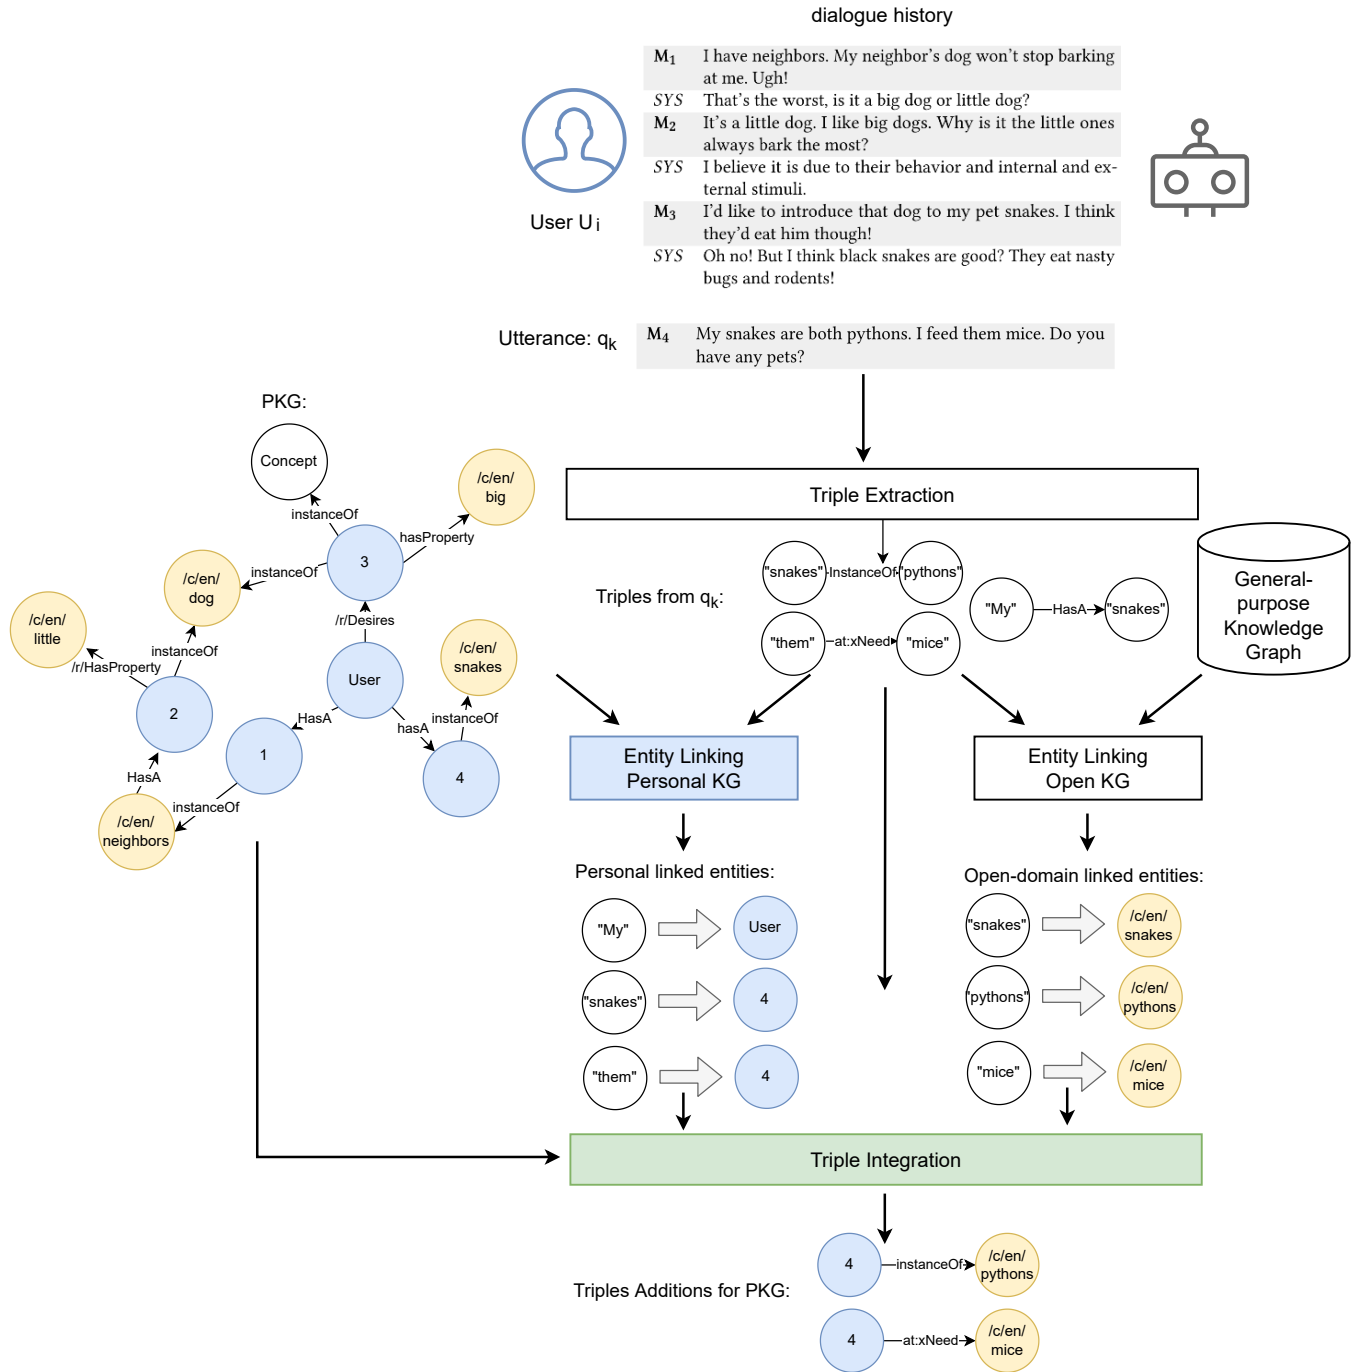 dialogue history
M1 I have neighbors. My neighbor's dog won't stop barking
at me. Ugh!
SYS That's the worst, is it a big dog or little dog?
M2 It's a little dog. I like big dogs. Why is it the little ones
always bark the most?
SYS I believe it is due to their behavior and internal and ex-
ternal stimuli.
M3 I'd like to introduce that dog to my pet snakes. I think
they'd eat him though!
SYS Oh no! But I think black snakes are good? They eat nasty
bugs and rodents!
User Ui
Utterance: qk
M4 My snakes are both pythons. I feed them mice. Do you
have any pets?
PKG:
Concept
/c/en/
big
instanceOf
hasProperty
3
instanceOf
/c/en/
dog
/c/en/
little
/r/Desires
instanceOf
/r/HasProperty
/c/en/
snakes
User
2
HasA
hasA
instanceOf
1
4
HasA
instanceOf
/c/en/
neighbors
Triple Extraction
Triples from qk:
"snakes"
InstanceOf
"pythons"
"My"
HasA
"snakes"
"them"
at:xNeed
"mice"
General-
purpose
Knowledge
Graph
Entity Linking
Personal KG
Entity Linking
Open KG
Personal linked entities:
"My"
User
"snakes"
4
"them"
4
Open-domain linked entities:
"snakes"
/c/en/
snakes
"pythons"
/c/en/
pythons
"mice"
/c/en/
mice
Triple Integration
Triples Additions for PKG:
4
instanceOf
/c/en/
pythons
4
at:xNeed
/c/en/
mice